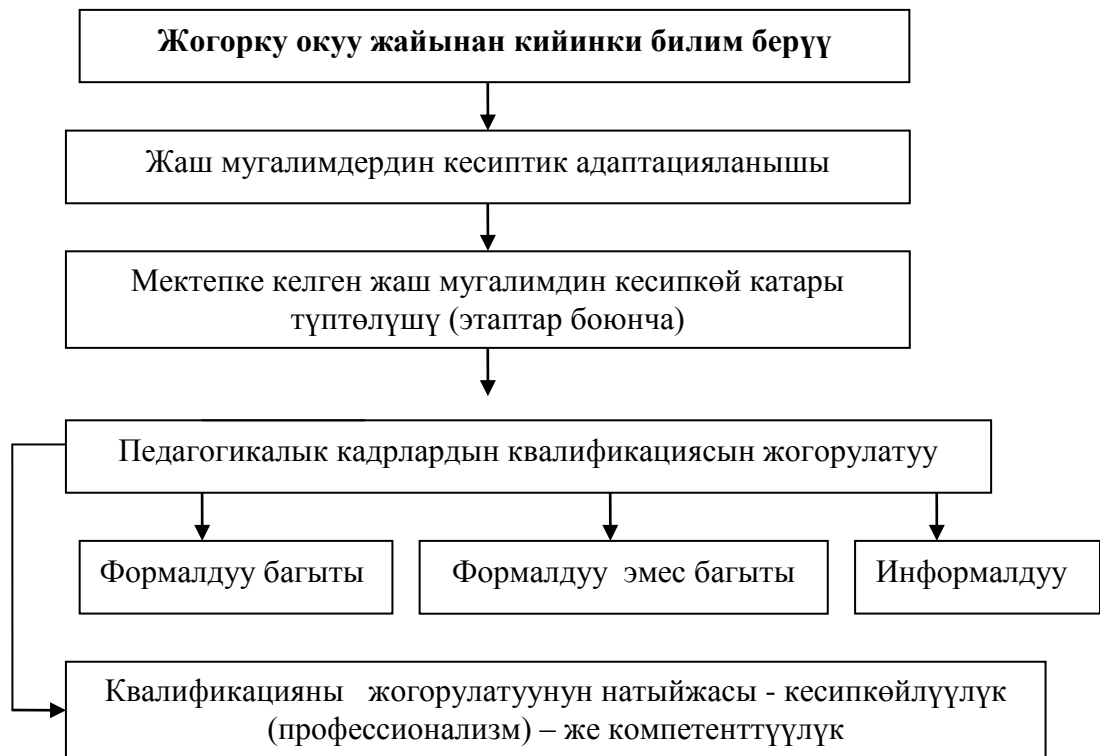 Жогорку окуу жайынан кийинки билим берүү
Жаш мугалимдердин кесиптик адаптацияланышы
Мектепке келген жаш мугалимдин кесипкөй катары
түптөлүшү (этаптар боюнча)
Педагогикалык кадрлардын квалификациясын жогорулатуу
Формалдуу багыты
Формалдуу эмес багыты
Информалдуу
Квалификацияны жогорулатуунун натыйжасы - кесипкөйлүүлүк
(профессионализм) – же компетенттүүлүк